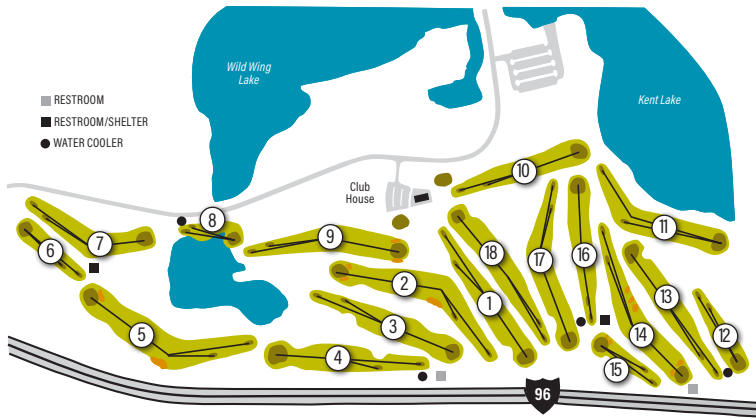 Wild Wing
Lake
Kent Lake
RESTROOM
RESTROOM/SHELTER
WATER COOLER
Club
House
10
8
7
6
9
18
17
16
11
2
1
3
13
5
4
14
12
15
96